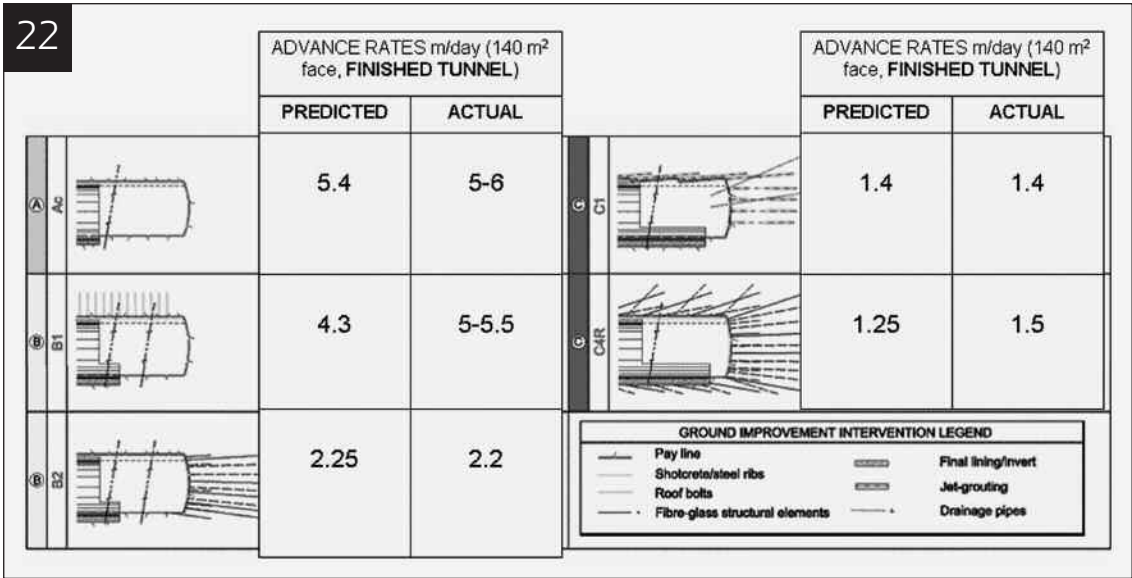 22
ADVANCE RATES m/day (140 m²
face, FINISHED TUNNEL)
PREDICTED ACTUAL
A Ac 5.4 5-6
B B1 4.3 5-5.5
B B2 2.25 2.2
ADVANCE RATES m/day (140 m²
face, FINISHED TUNNEL)
PREDICTED ACTUAL
C C1 1.4 1.4
C C4R 1.25 1.5
GROUND IMPROVEMENT INTERVENTION LEGEND
Pay line
Shotcrete/steel ribs
Roof bolts
Fibre-glass structural elements
Final lining/invert
Jet-grouting
Drainage pipes